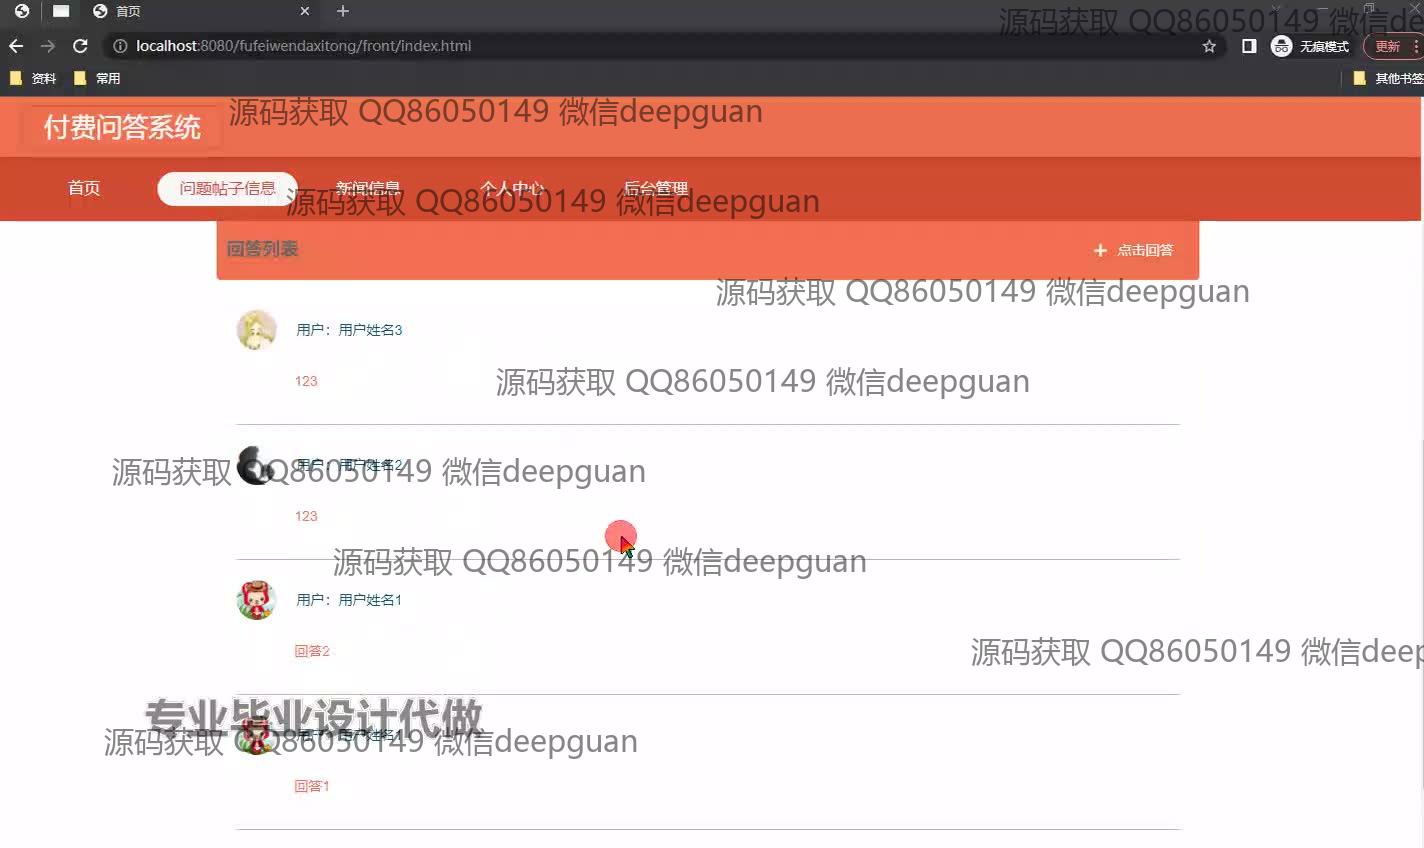 首页
源码获取 QQ86050149 微信de
localhost:8080/fufeiwendaxitong/front/index.html
无痕模式
更新
资料
常用
其他书签
付费问答系统
源码获取 QQ86050149 微信deepguan
首页
问题帖子信息
新闻信息
个人中心
后台管理
源码获取 QQ86050149 微信deepguan
回答列表
点击回答
源码获取 QQ86050149 微信deepguan
用户：用户姓名3
123
源码获取 QQ86050149 微信deepguan
用户：用户姓名2
源码获取 QQ86050149 微信deepguan
123
源码获取 QQ86050149 微信deepguan
用户：用户姓名1
回答2
源码获取 QQ86050149 微信deep
专业毕业设计代做
用户：用户姓名1
源码获取 QQ86050149 微信deepguan
回答1